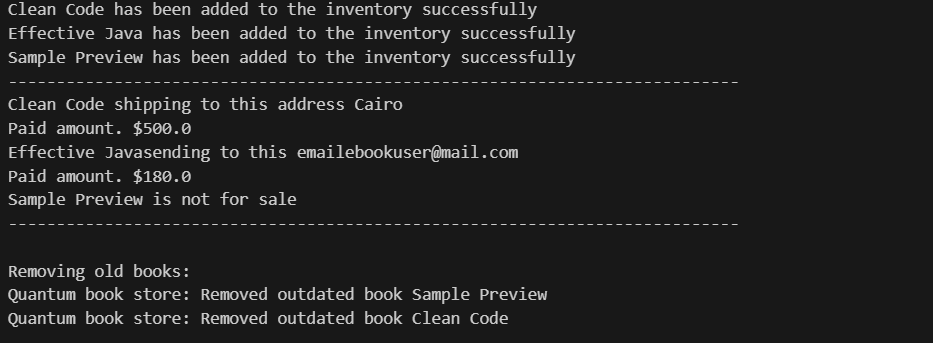 Clean Code has been added to the inventory successfully
Effective Java has been added to the inventory successfully
Sample Preview has been added to the inventory successfully
----------------------------------------------------------------------------
Clean Code shipping to this address Cairo
Paid amount. $500.0
Effective Javasending to this emailebookuser@mail.com
Paid amount. $180.0
Sample Preview is not for sale
----------------------------------------------------------------------------
Removing old books:
Quantum book store: Removed outdated book Sample Preview
Quantum book store: Removed outdated book Clean Code